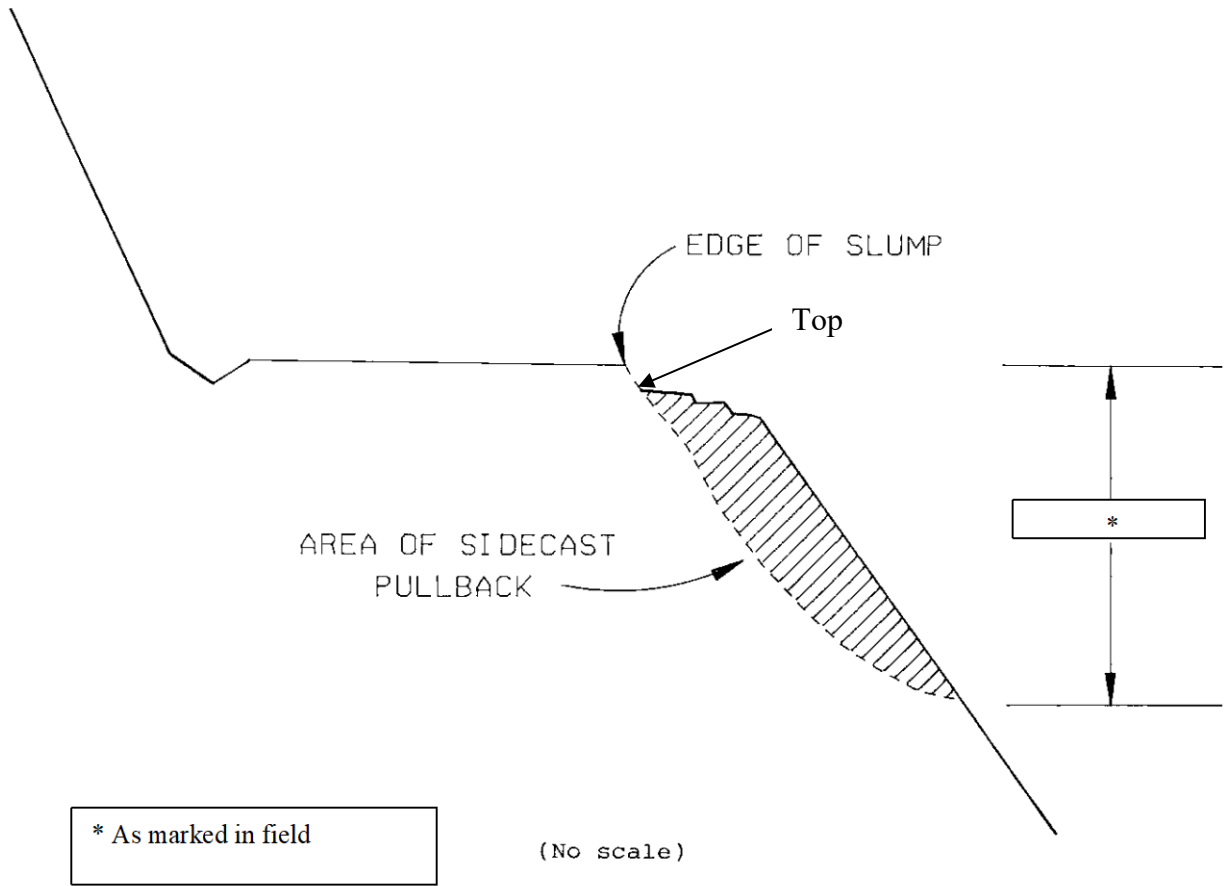 EDGE OF SLUMP
Top
*
AREA OF SIDECAST
PULLBACK
* As marked in field
(No scale)